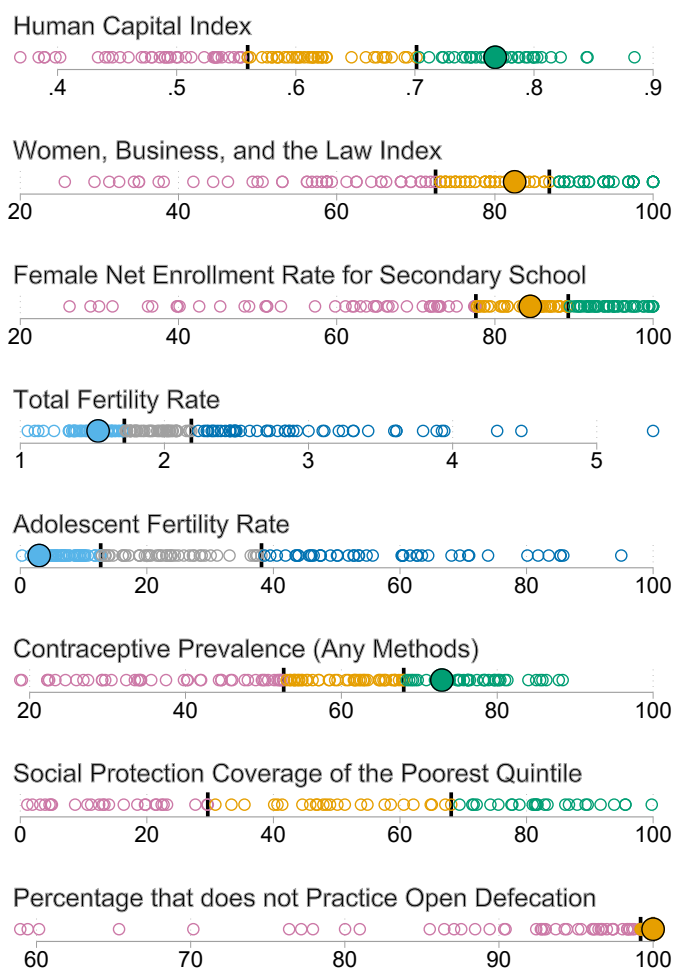 Human Capital Index
.4 .5 .6 .7 .8 .9
Women, Business, and the Law Index
20 40 60 80 100
Female Net Enrollment Rate for Secondary School
20 40 60 80 100
Total Fertility Rate
1 2 3 4 5
Adolescent Fertility Rate
0 20 40 60 80 100
Contraceptive Prevalence (Any Methods)
20 40 60 80 100
Social Protection Coverage of the Poorest Quintile
0 20 40 60 80 100
Percentage that does not Practice Open Defecation
60 70 80 90 100